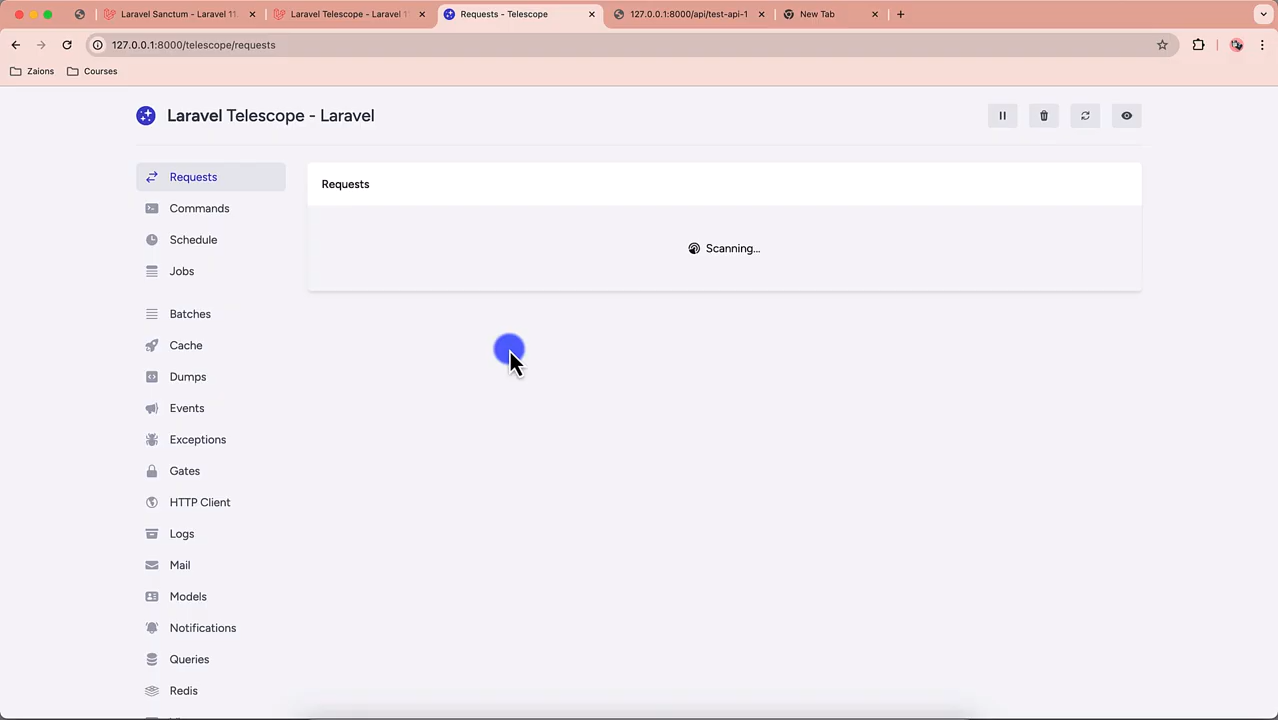 Laravel Sanctum - Laravel 11.
Laravel Telescope - Laravel 1
Requests - Telescope
127.0.0.1:8000/api/test-api-1
New Tab
127.0.0.1:8000/telescope/requests
Zaions
Courses
Laravel Telescope - Laravel
Requests
Commands
Schedule
Jobs
Batches
Cache
Dumps
Events
Exceptions
Gates
HTTP Client
Logs
Mail
Models
Notifications
Queries
Redis
Requests
Scanning...